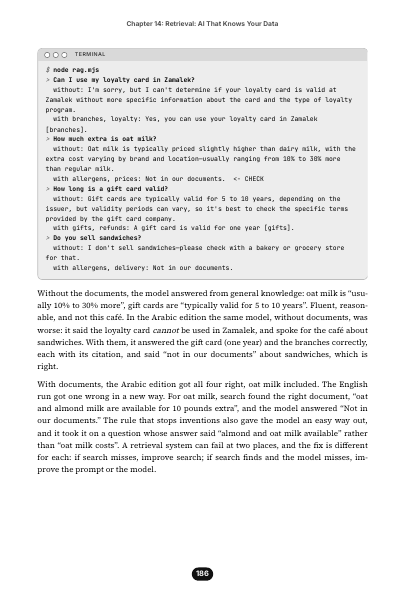 Chapter 14: Retrieval: AI That Knows Your Data
TERMINAL
$ node rag.mjs
> Can I use my loyalty card in Zamalek?
without: I'm sorry, but I can't determine if your loyalty card is valid at
Zamalek without more specific information about the card and the type of loyalty
program.
with branches, loyalty: Yes, you can use your loyalty card in Zamalek
[branches].
> How much extra is oat milk?
without: Oat milk is typically priced slightly higher than dairy milk, with the
extra cost varying by brand and location—usually ranging from 10% to 30% more
than regular milk.
with allergens, prices: Not in our documents.  <- CHECK
> How long is a gift card valid?
without: Gift cards are typically valid for 5 to 10 years, depending on the
issuer, but validity periods can vary, so it's best to check the specific terms
provided by the gift card company.
with gifts, refunds: A gift card is valid for one year [gifts].
> Do you sell sandwiches?
without: I don't sell sandwiches—please check with a bakery or grocery store
for that.
with allergens, delivery: Not in our documents.
Without the documents, the model answered from general knowledge: oat milk is “usu-
ally 10% to 30% more”, gift cards are “typically valid for 5 to 10 years”. Fluent, reason-
able, and not this café. In the Arabic edition the same model, without documents, was
worse: it said the loyalty card cannot be used in Zamalek, and spoke for the café about
sandwiches. With them, it answered the gift card (one year) and the branches correctly,
each with its citation, and said “not in our documents” about sandwiches, which is
right.
With documents, the Arabic edition got all four right, oat milk included. The English
run got one wrong in a new way. For oat milk, search found the right document, “oat
and almond milk are available for 10 pounds extra”, and the model answered “Not in
our documents.” The rule that stops inventions also gave the model an easy way out,
and it took it on a question whose answer said “almond and oat milk available” rather
than “oat milk costs”. A retrieval system can fail at two places, and the fix is different
for each: if search misses, improve search; if search finds and the model misses, im-
prove the prompt or the model.
186